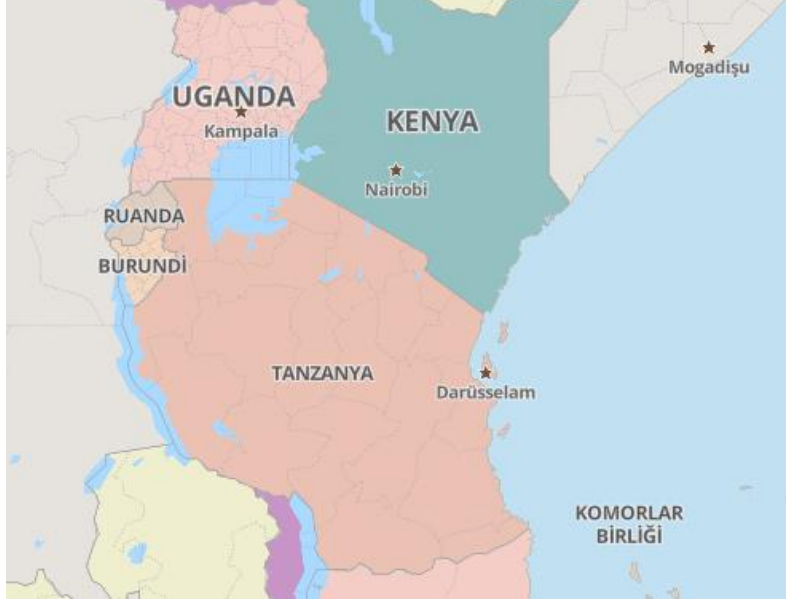 Mogadişu
UGANDA
Kampala
KENYA
Nairobi
RUANDA
BURUNDİ
TANZANYA
Darüsselam
KOMORLAR
BİRLİĞİ